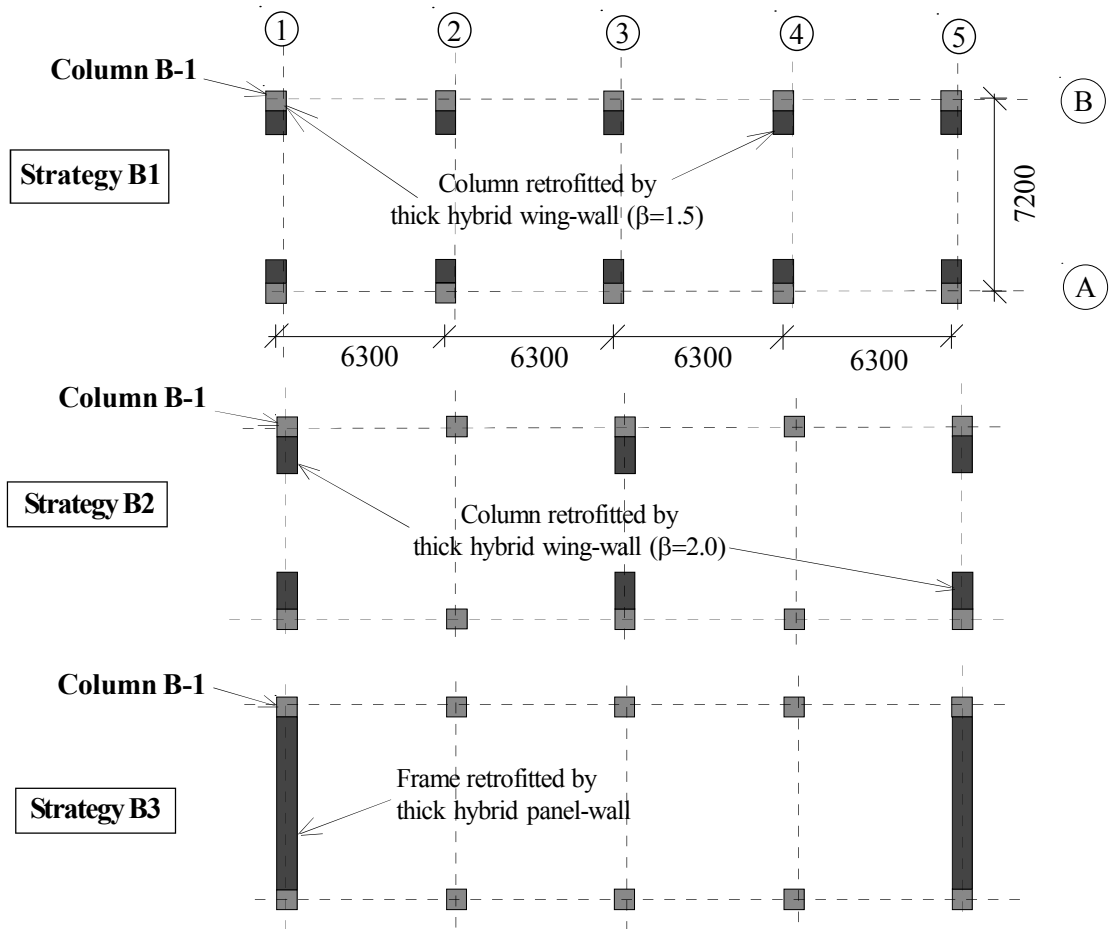 1 2 3 4 5
Column B-1
B
Strategy B1
Column retrofitted by
thick hybrid wing-wall (β=1.5)
7200
A
6300 6300 6300 6300
Column B-1
Strategy B2
Column retrofitted by
thick hybrid wing-wall (β=2.0)
Column B-1
Frame retrofitted by
thick hybrid panel-wall
Strategy B3